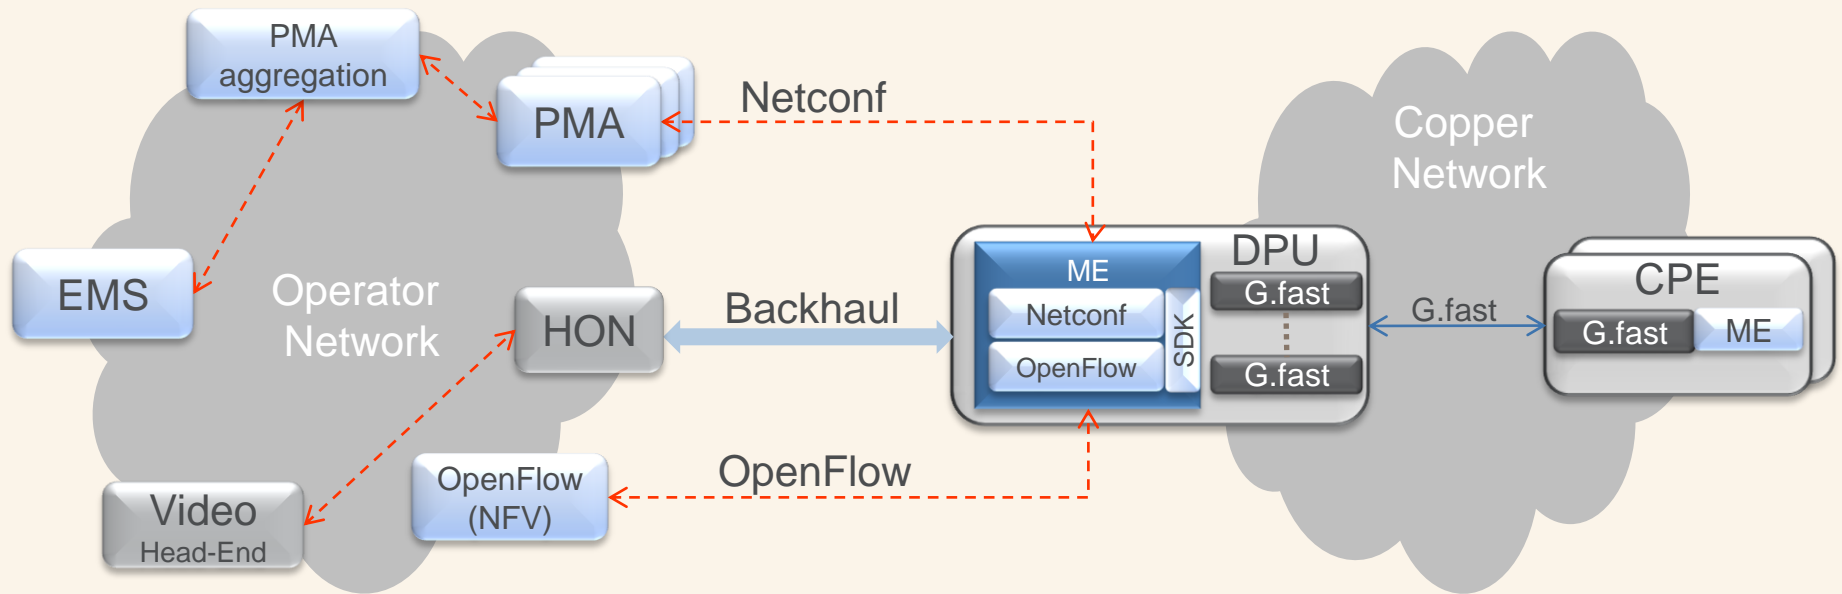 PMA
aggregation
PMA
Netconf
Copper
Network
EMS
Operator
Network
HON
Backhaul
ME
Netconf
OpenFlow
SDK
DPU
G.fast
G.fast
G.fast
CPE
G.fast
ME
Video
Head-End
OpenFlow
(NFV)
OpenFlow